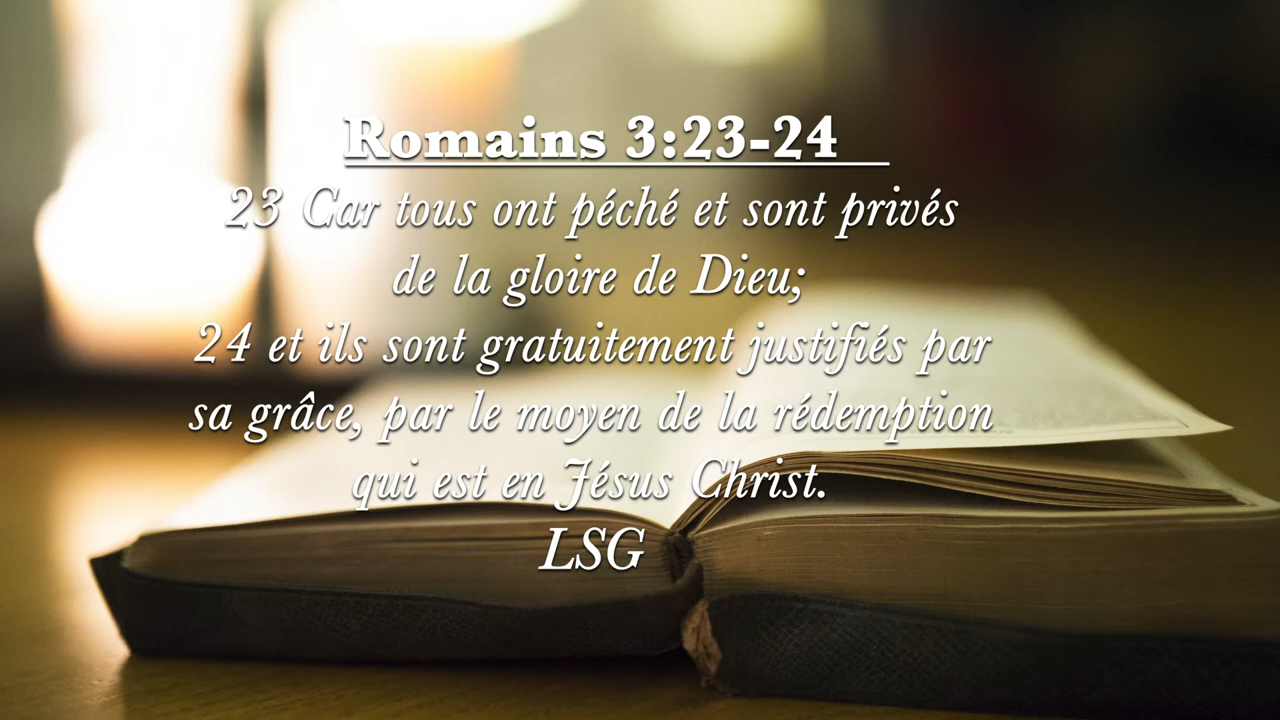 Romains 3:23-24
23 Car tous ont péché et sont privés
de la gloire de Dieu;
24 et ils sont gratuitement justifiés par
sa grâce, par le moyen de la rédemption
qui est en Jésus Christ.
LSG